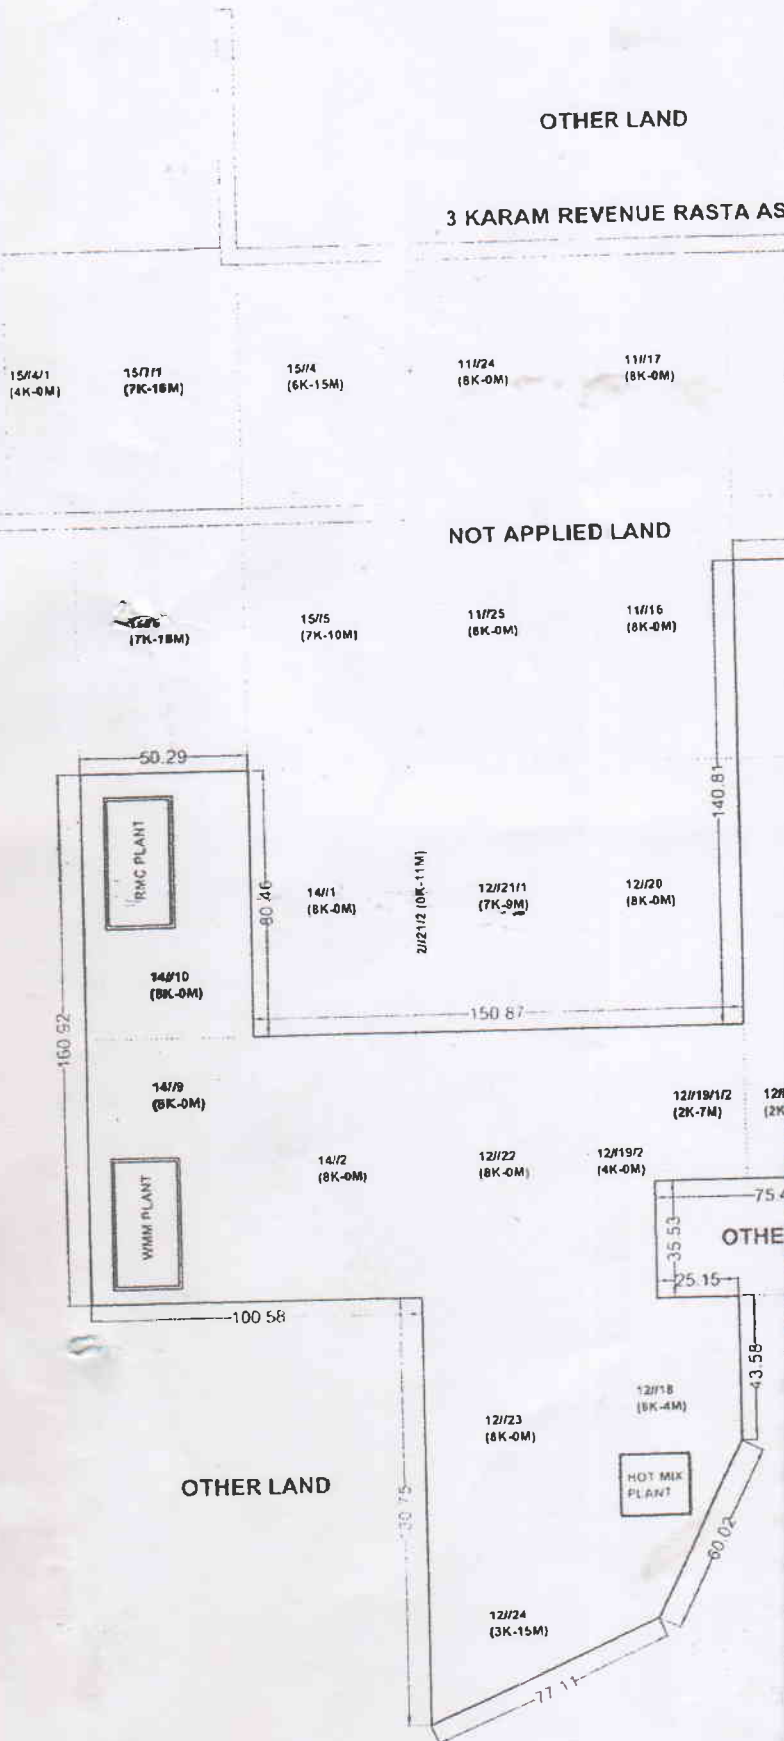 OTHER LAND
3 KARAM REVENUE RASTA AS
15//4/1
(4K-0M)
15/7/1
(7K-16M)
15//4
(6K-15M)
11//24
(8K-0M)
11//17
(8K-0M)
NOT APPLIED LAND
(7K-18M)
15//5
(7K-10M)
11//25
(8K-0M)
11//16
(8K-0M)
50.29
140.81
RMC PLANT
80.46
14//1
(8K-0M)
2//21/2 (0K-11M)
12//21/1
(7K-9M)
12//20
(8K-0M)
14//10
(8K-0M)
150.87
160.92
14//9
(8K-0M)
12//19/1/2
(2K-7M)
(2K
14//2
(8K-0M)
12//22
(8K-0M)
12//19/2
(4K-0M)
WMM PLANT
75.4
35.53
OTHE
25.15
100.58
43.58
12//18
(6K-4M)
12//23
(8K-0M)
OTHER LAND
HOT MIX
PLANT
30.75
60.02
12//24
(3K-15M)
77.11